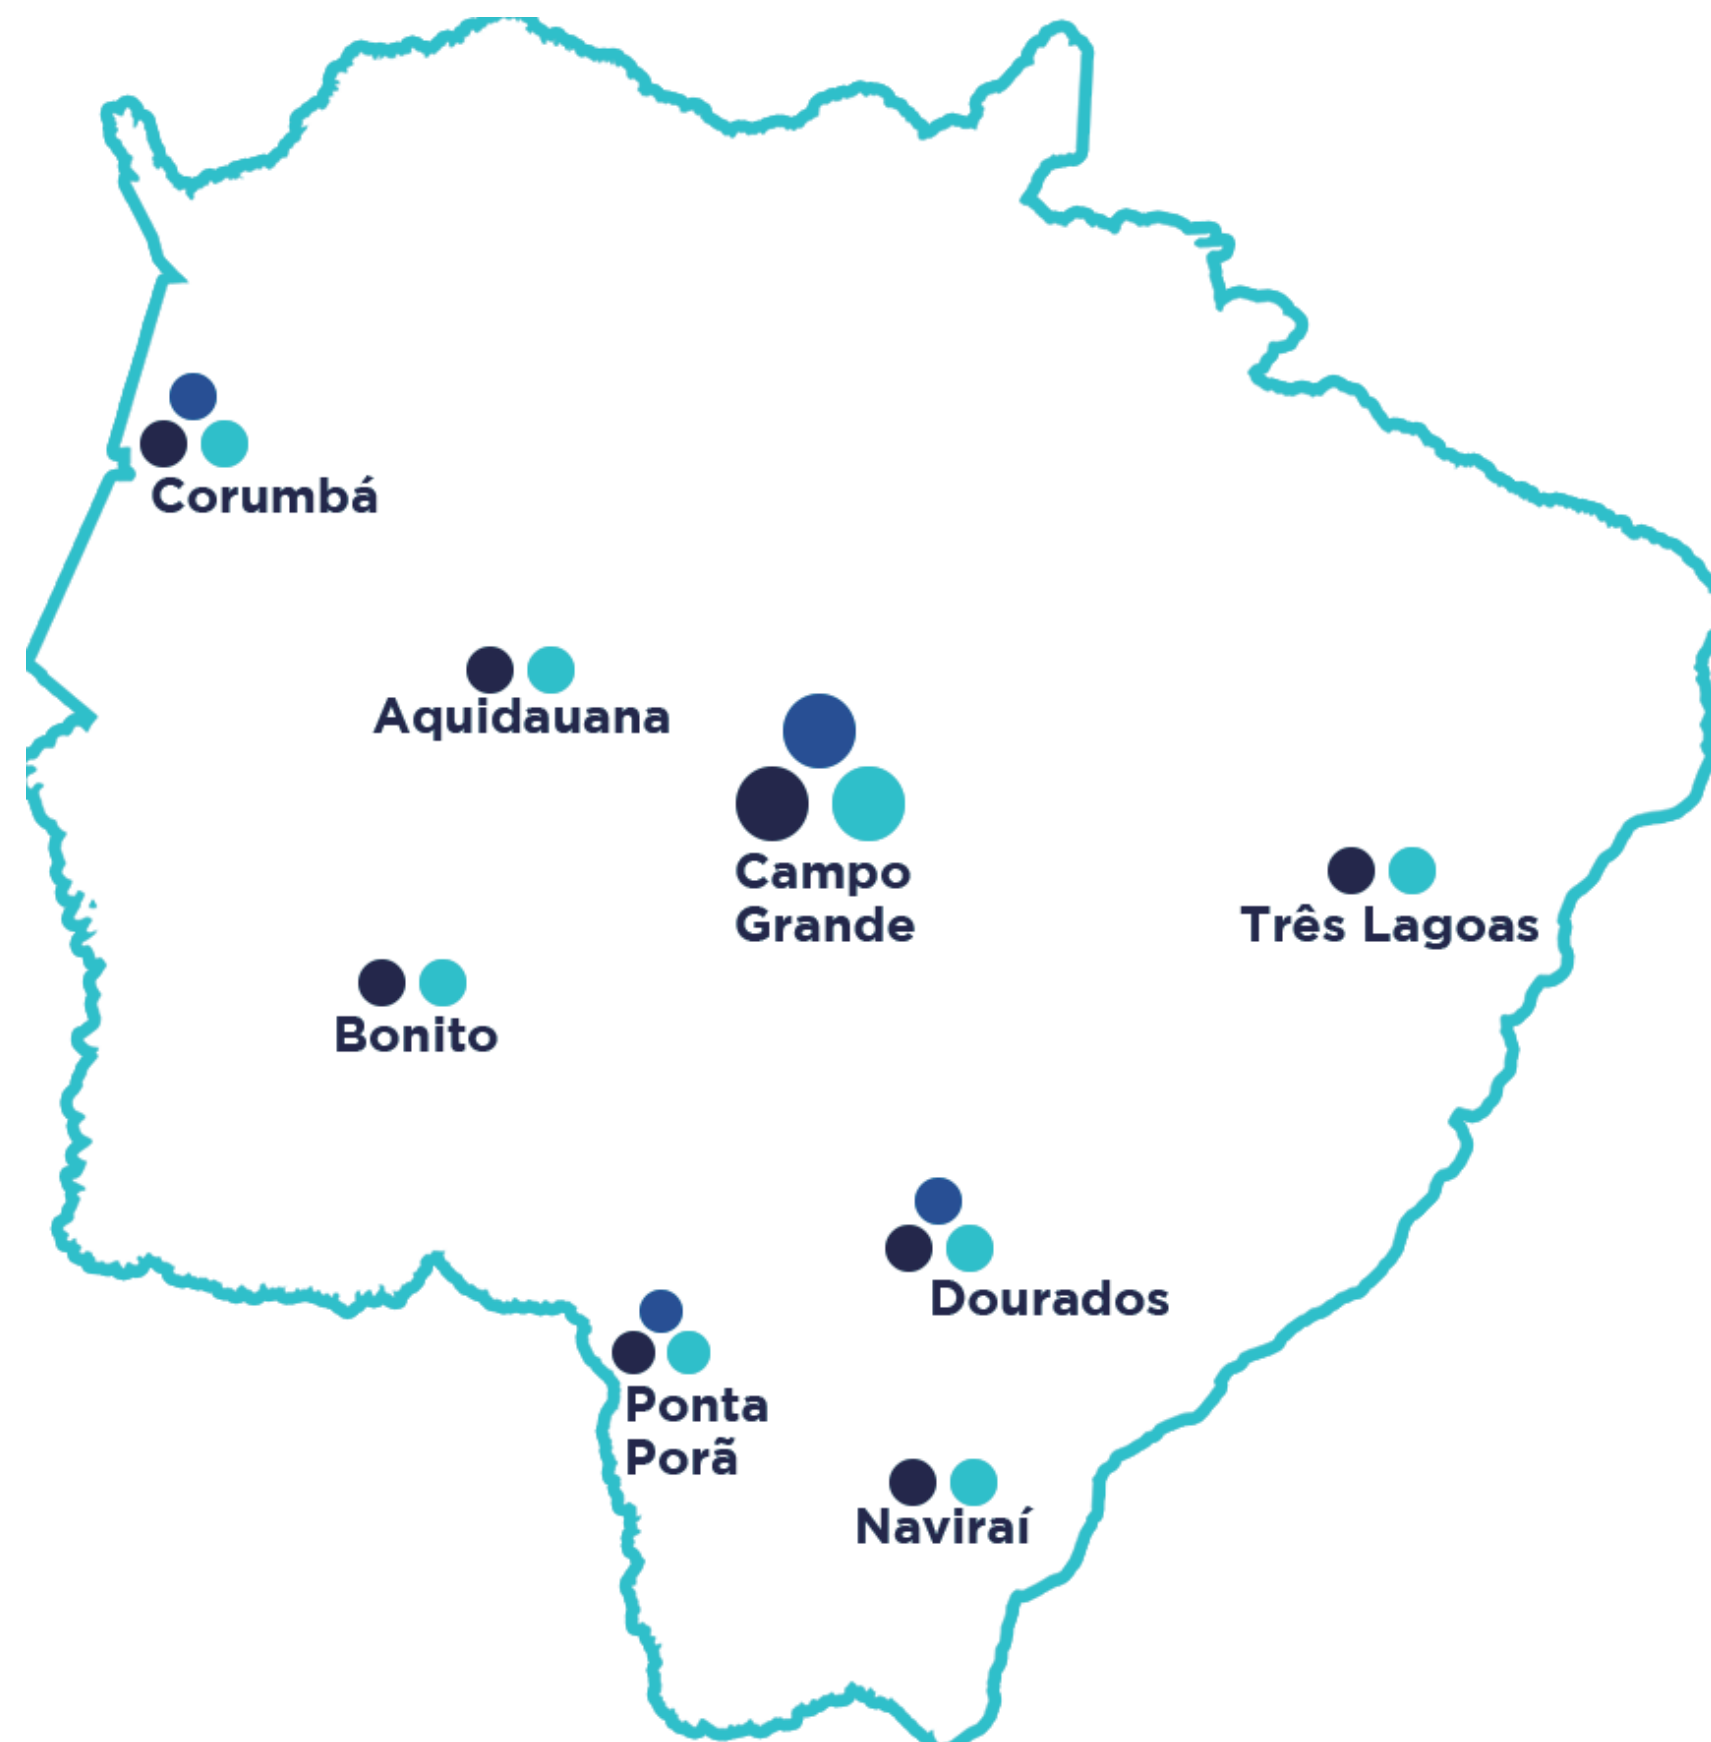 Corumbá
Aquidauana
Campo
Grande
Três Lagoas
Bonito
Dourados
Ponta
Porã
Naviraí